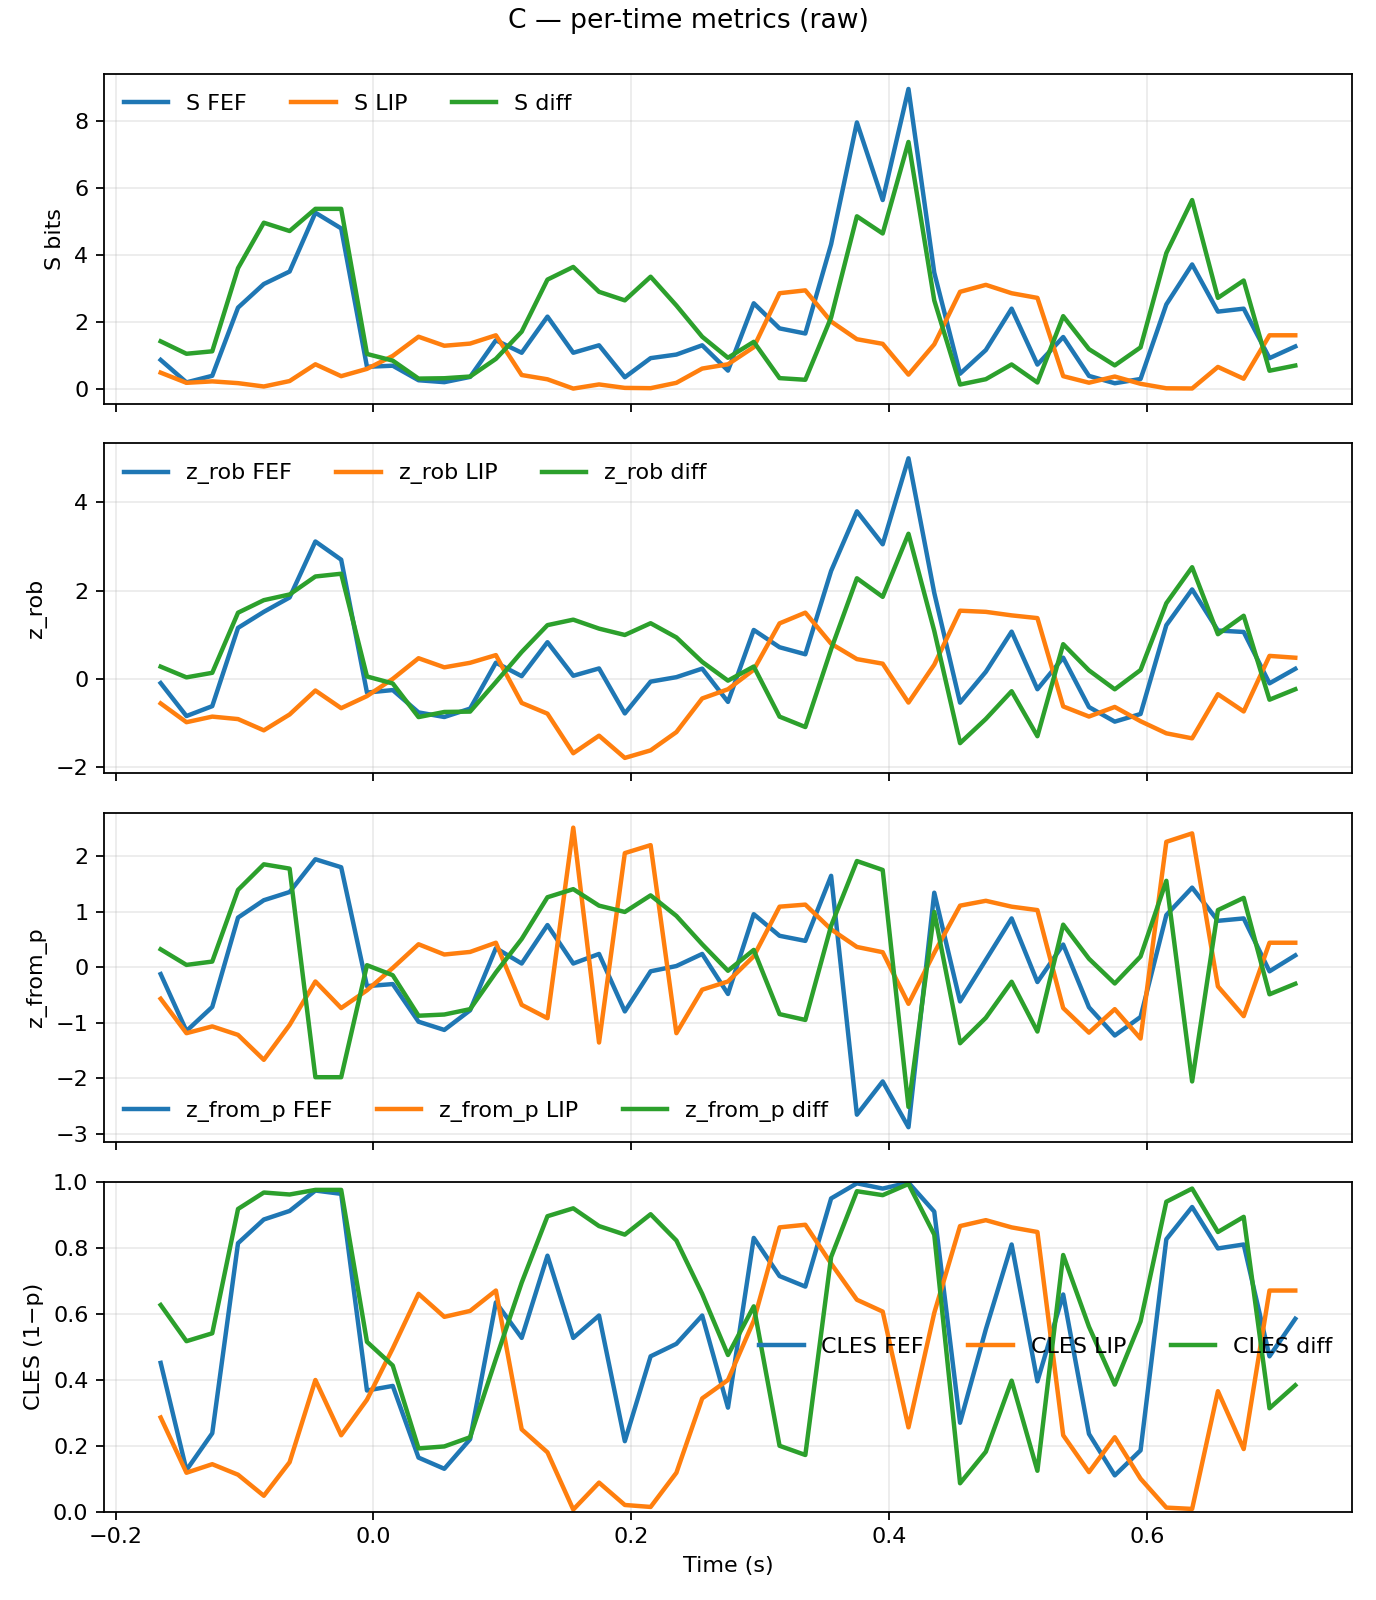 C — per-time metrics (raw)
S FEF S LIP S diff
8
6
4
2
0
S bits
z_rob FEF z_rob LIP z_rob diff
4
2
0
−2
z_rob
2
1
0
−1
−2
−3
z_from_p
z_from_p FEF z_from_p LIP z_from_p diff
1.0
0.8
0.6
0.4
0.2
0.0
CLES (1−p)
CLES FEF CLES LIP CLES diff
−0.2 0.0 0.2 0.4 0.6
Time (s)